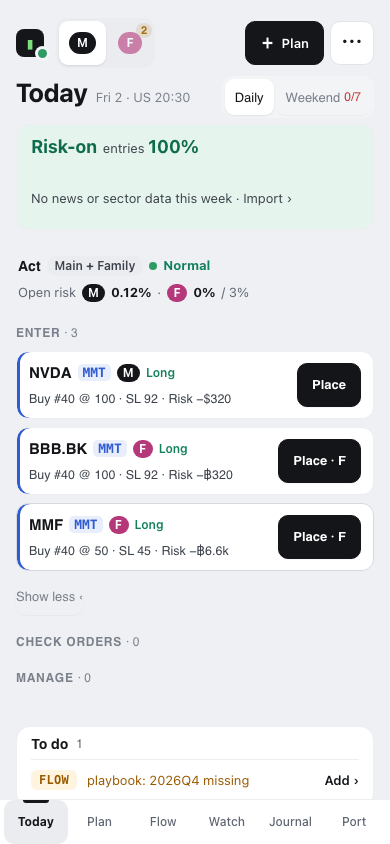 M F 2 + Plan ...
Today Fri 2 · US 20:30 Daily Weekend 0/7
Risk-on entries 100%
No news or sector data this week · Import ›
Act Main + Family Normal
Open risk M 0.12% · F 0% / 3%
ENTER · 3
NVDA MMT M Long
Buy #40 @ 100 · SL 92 · Risk −$320
Place
BBB.BK MMT F Long
Buy #40 @ 100 · SL 92 · Risk −฿320
Place · F
MMF MMT F Long
Buy #40 @ 50 · SL 45 · Risk −฿6.6k
Place · F
Show less ‹
CHECK ORDERS · 0
MANAGE · 0
To do 1
FLOW playbook: 2026Q4 missing Add ›
Today Plan Flow Watch Journal Port